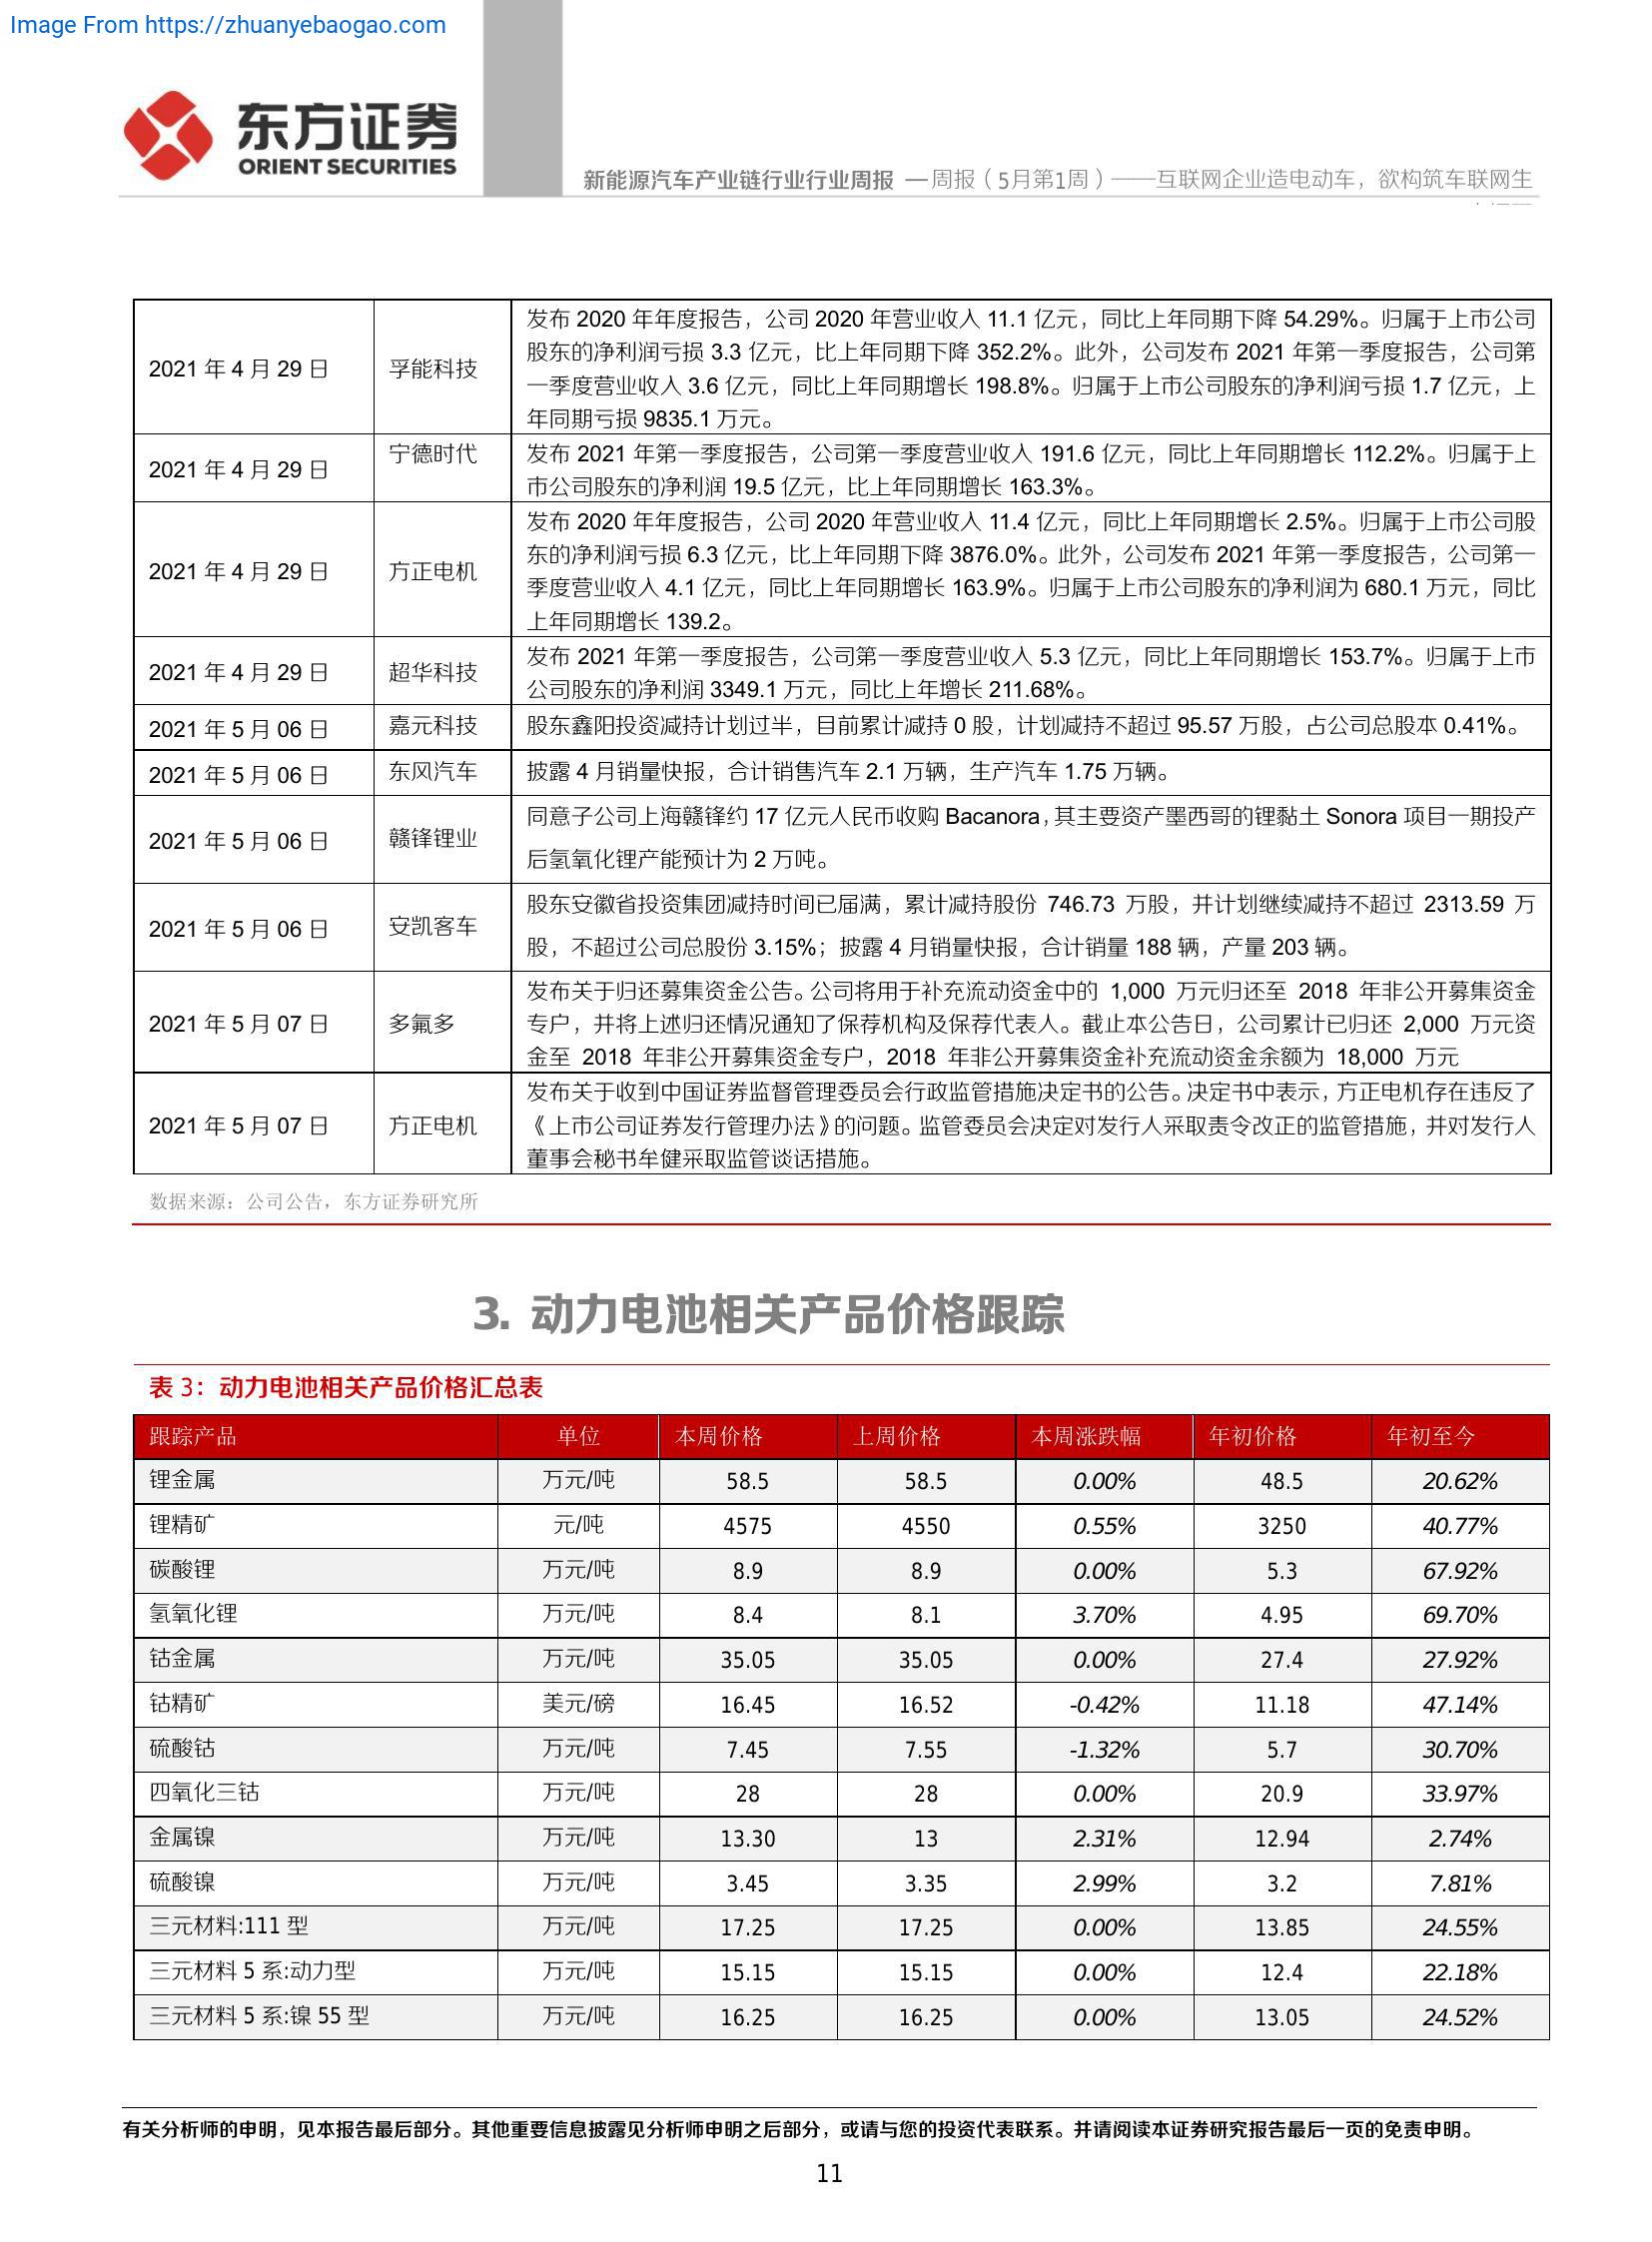 Image From https://zhuanyebaogao.com
东方证券
ORIENT SECURITIES
新能源汽车产业链行业行业周报 —周报（5月第1周）——互联网企业造电动车，欲构筑车联网生
2021 年 4 月 29 日 孚能科技
发布 2020 年年度报告，公司 2020 年营业收入 11.1 亿元，同比上年同期下降 54.29%。归属于上市公司
股东的净利润亏损 3.3 亿元，比上年同期下降 352.2%。此外，公司发布 2021 年第一季度报告，公司第
一季度营业收入 3.6 亿元，同比上年同期增长 198.8%。归属于上市公司股东的净利润亏损 1.7 亿元，上
年同期亏损 9835.1 万元。
2021 年 4 月 29 日 宁德时代
发布 2021 年第一季度报告，公司第一季度营业收入 191.6 亿元，同比上年同期增长 112.2%。归属于上
市公司股东的净利润 19.5 亿元，比上年同期增长 163.3%。
2021 年 4 月 29 日 方正电机
发布 2020 年年度报告，公司 2020 年营业收入 11.4 亿元，同比上年同期增长 2.5%。归属于上市公司股
东的净利润亏损 6.3 亿元，比上年同期下降 3876.0%。此外，公司发布 2021 年第一季度报告，公司第一
季度营业收入 4.1 亿元，同比上年同期增长 163.9%。归属于上市公司股东的净利润为 680.1 万元，同比
上年同期增长 139.2。
2021 年 4 月 29 日 超华科技
发布 2021 年第一季度报告，公司第一季度营业收入 5.3 亿元，同比上年同期增长 153.7%。归属于上市
公司股东的净利润 3349.1 万元，同比上年增长 211.68%。
2021 年 5 月 06 日 嘉元科技 股东鑫阳投资减持计划过半，目前累计减持 0 股，计划减持不超过 95.57 万股，占公司总股本 0.41%。
2021 年 5 月 06 日 东风汽车 披露 4 月销量快报，合计销售汽车 2.1 万辆，生产汽车 1.75 万辆。
2021 年 5 月 06 日 赣锋锂业
同意子公司上海赣锋约 17 亿元人民币收购 Bacanora，其主要资产墨西哥的锂黏土 Sonora 项目一期投产
后氢氧化锂产能预计为 2 万吨。
2021 年 5 月 06 日 安凯客车
股东安徽省投资集团减持时间已届满，累计减持股份 746.73 万股，并计划继续减持不超过 2313.59 万
股，不超过公司总股份 3.15%；披露 4 月销量快报，合计销量 188 辆，产量 203 辆。
2021 年 5 月 07 日 多氟多
发布关于归还募集资金公告。公司将用于补充流动资金中的 1,000 万元归还至 2018 年非公开募集资金
专户，并将上述归还情况通知了保荐机构及保荐代表人。截止本公告日，公司累计已归还 2,000 万元资
金至 2018 年非公开募集资金专户，2018 年非公开募集资金补充流动资金余额为 18,000 万元
2021 年 5 月 07 日 方正电机
发布关于收到中国证券监督管理委员会行政监管措施决定书的公告。决定书中表示，方正电机存在违反了
《上市公司证券发行管理办法》的问题。监管委员会决定对发行人采取责令改正的监管措施，并对发行人
董事会秘书牟健采取监管谈话措施。
数据来源：公司公告，东方证券研究所
3. 动力电池相关产品价格跟踪
表 3：动力电池相关产品价格汇总表
跟踪产品 单位 本周价格 上周价格 本周涨跌幅 年初价格 年初至今
锂金属 万元/吨 58.5 58.5 0.00% 48.5 20.62%
锂精矿 元/吨 4575 4550 0.55% 3250 40.77%
碳酸锂 万元/吨 8.9 8.9 0.00% 5.3 67.92%
氢氧化锂 万元/吨 8.4 8.1 3.70% 4.95 69.70%
钴金属 万元/吨 35.05 35.05 0.00% 27.4 27.92%
钴精矿 美元/磅 16.45 16.52 -0.42% 11.18 47.14%
硫酸钴 万元/吨 7.45 7.55 -1.32% 5.7 30.70%
四氧化三钴 万元/吨 28 28 0.00% 20.9 33.97%
金属镍 万元/吨 13.30 13 2.31% 12.94 2.74%
硫酸镍 万元/吨 3.45 3.35 2.99% 3.2 7.81%
三元材料:111 型 万元/吨 17.25 17.25 0.00% 13.85 24.55%
三元材料 5 系:动力型 万元/吨 15.15 15.15 0.00% 12.4 22.18%
三元材料 5 系:镍 55 型 万元/吨 16.25 16.25 0.00% 13.05 24.52%
有关分析师的申明，见本报告最后部分。其他重要信息披露见分析师申明之后部分，或请与您的投资代表联系。并请阅读本证券研究报告最后一页的免责申明。
11